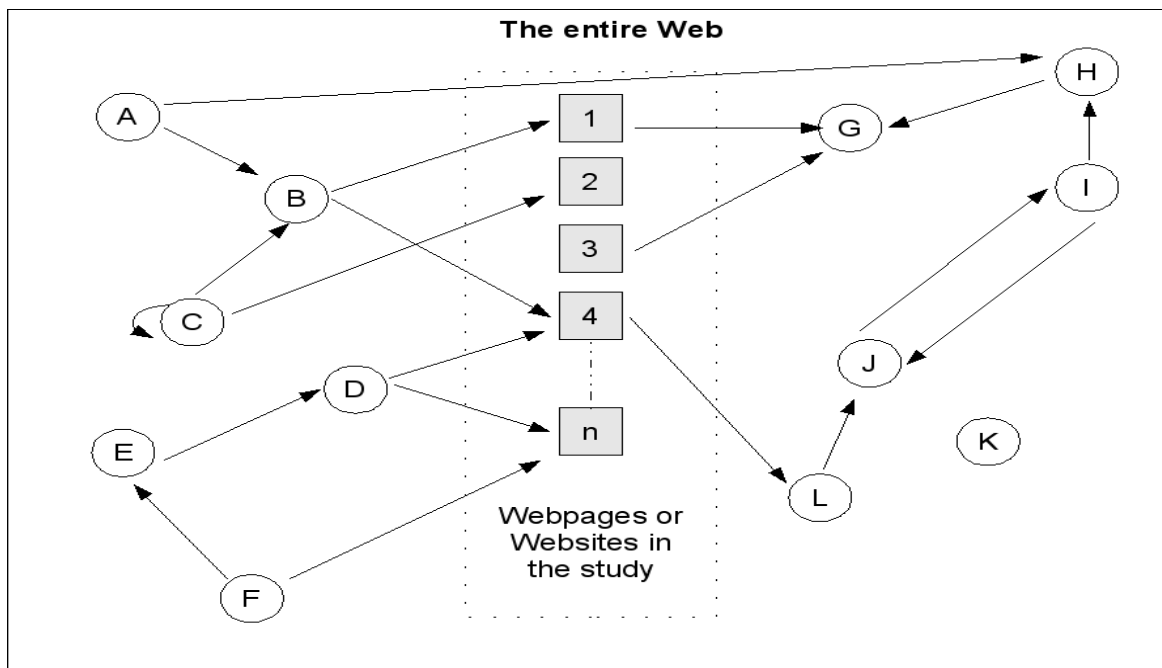 The entire Web
H
A
1
G
2
I
B
3
C
4
J
D
n
K
E
L
Webpages or
Websites in
the study
F